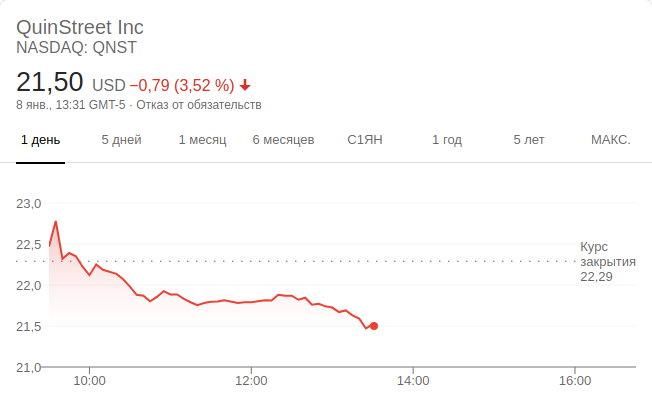 QuinStreet Inc
NASDAQ: QNST
21,50 USD −0,79 (3,52 %)
8 янв., 13:31 GMT-5 · Отказ от обязательств
1 день 5 дней 1 месяц 6 месяцев С1ЯН 1 год 5 лет МАКС.
23,0
22,5
Курс
закрытия
22,29
22,0
21,5
21,0
10:00 12:00 14:00 16:00